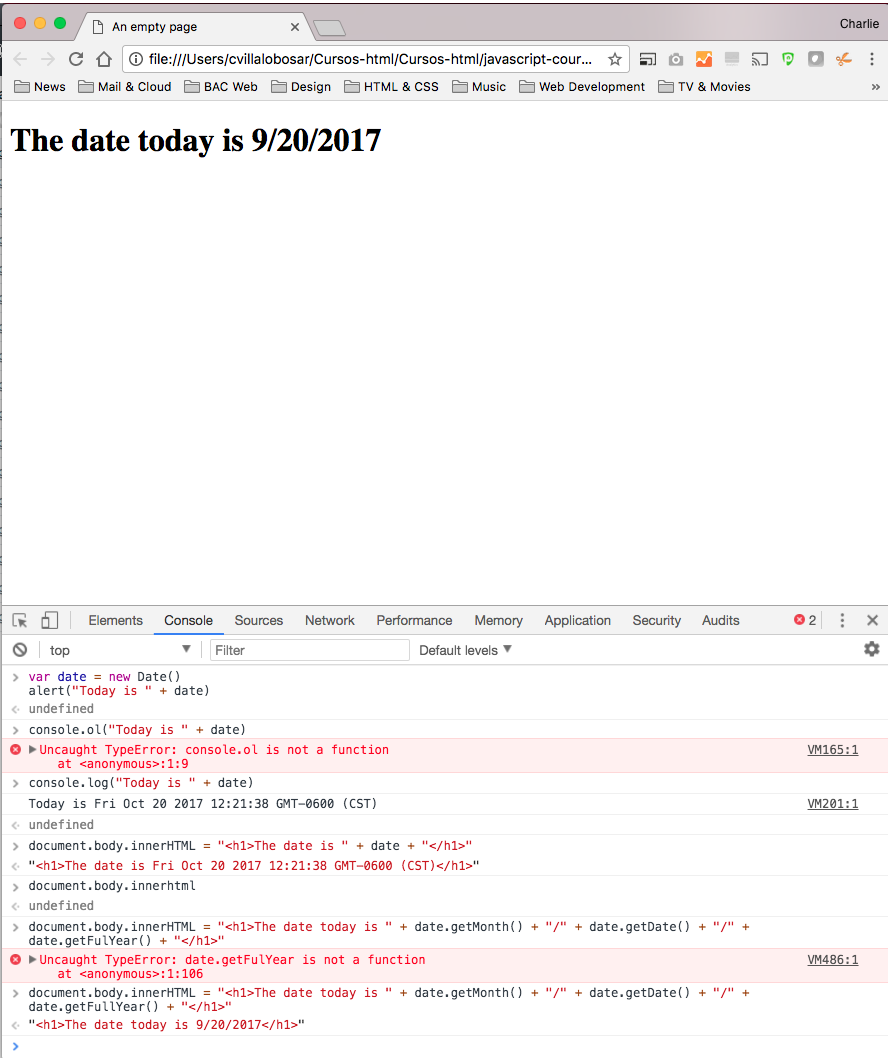 An empty page
Charlie
file:///Users/cvillalobosar/Cursos-html/Cursos-html/javascript-cour...
News Mail & Cloud BAC Web Design HTML & CSS Music Web Development TV & Movies »
The date today is 9/20/2017
Elements Console Sources Network Performance Memory Application Security Audits 2
top Filter Default levels
var date = new Date()
alert("Today is " + date)
undefined
console.ol("Today is " + date)
Uncaught TypeError: console.ol is not a function VM165:1
at <anonymous>:1:9
console.log("Today is " + date)
Today is Fri Oct 20 2017 12:21:38 GMT-0600 (CST) VM201:1
undefined
document.body.innerHTML = "<h1>The date is " + date + "</h1>"
"<h1>The date is Fri Oct 20 2017 12:21:38 GMT-0600 (CST)</h1>"
document.body.innerhtml
undefined
document.body.innerHTML = "<h1>The date today is " + date.getMonth() + "/" + date.getDate() + "/" +
date.getFulYear() + "</h1>"
Uncaught TypeError: date.getFulYear is not a function VM486:1
at <anonymous>:1:106
document.body.innerHTML = "<h1>The date today is " + date.getMonth() + "/" + date.getDate() + "/" +
date.getFullYear() + "</h1>"
"<h1>The date today is 9/20/2017</h1>"